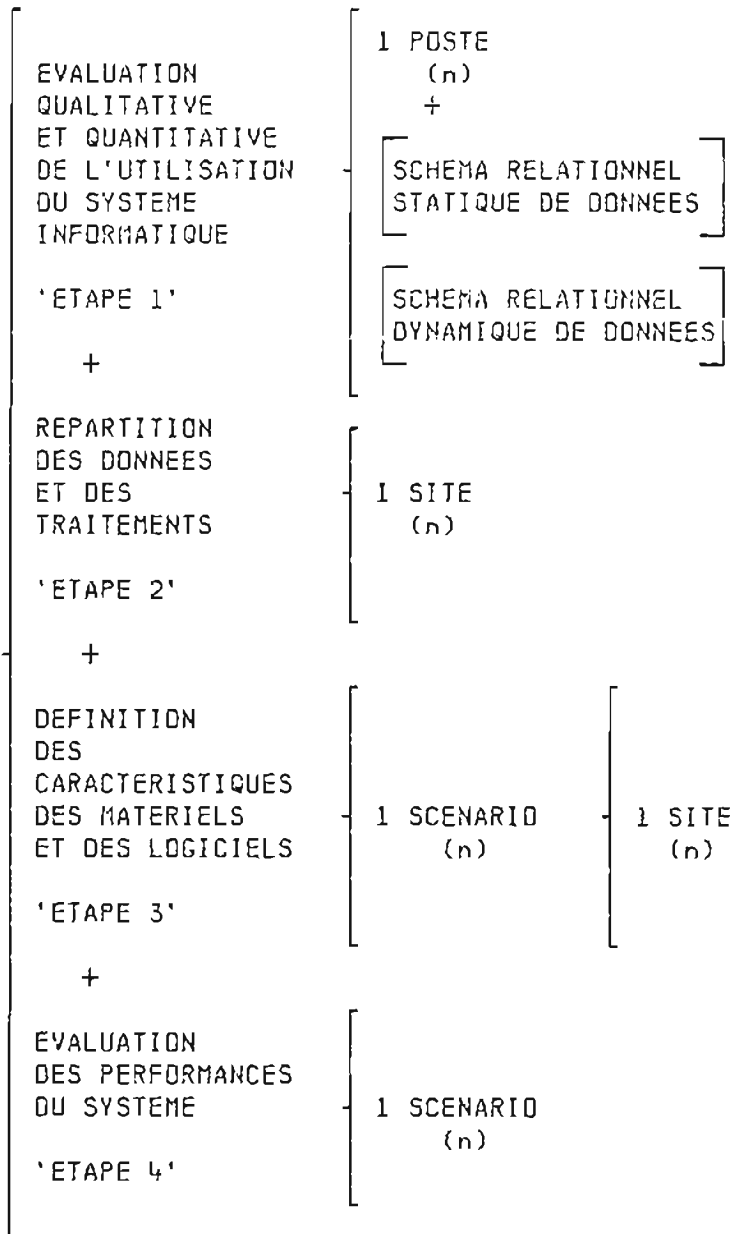 EVALUATION
QUALITATIVE
ET QUANTITATIVE
DE L'UTILISATION
DU SYSTEME
INFORMATIQUE
'ETAPE 1'
1 POSTE
(n)
+
SCHEMA RELATIONNEL
STATIQUE DE DONNEES
SCHEMA RELATIONNEL
DYNAMIQUE DE DONNEES
+
REPARTITION
DES DONNEES
ET DES
TRAITEMENTS
'ETAPE 2'
1 SITE
(n)
+
DEFINITION
DES
CARACTERISTIQUES
DES MATERIELS
ET DES LOGICIELS
'ETAPE 3'
1 SCENARIO
(n)
1 SITE
(n)
+
EVALUATION
DES PERFORMANCES
DU SYSTEME
'ETAPE 4'
1 SCENARIO
(n)